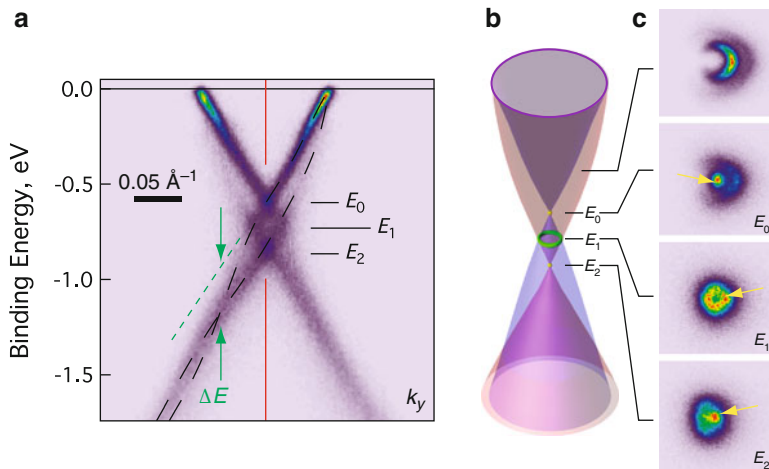 a
b
c
0.0
-0.5
-1.0
-1.5
Binding Energy, eV
0.05 Å⁻¹
E₀
E₁
E₂
ΔE
k_y
E₀
E₁
E₂
E₀
E₁
E₂